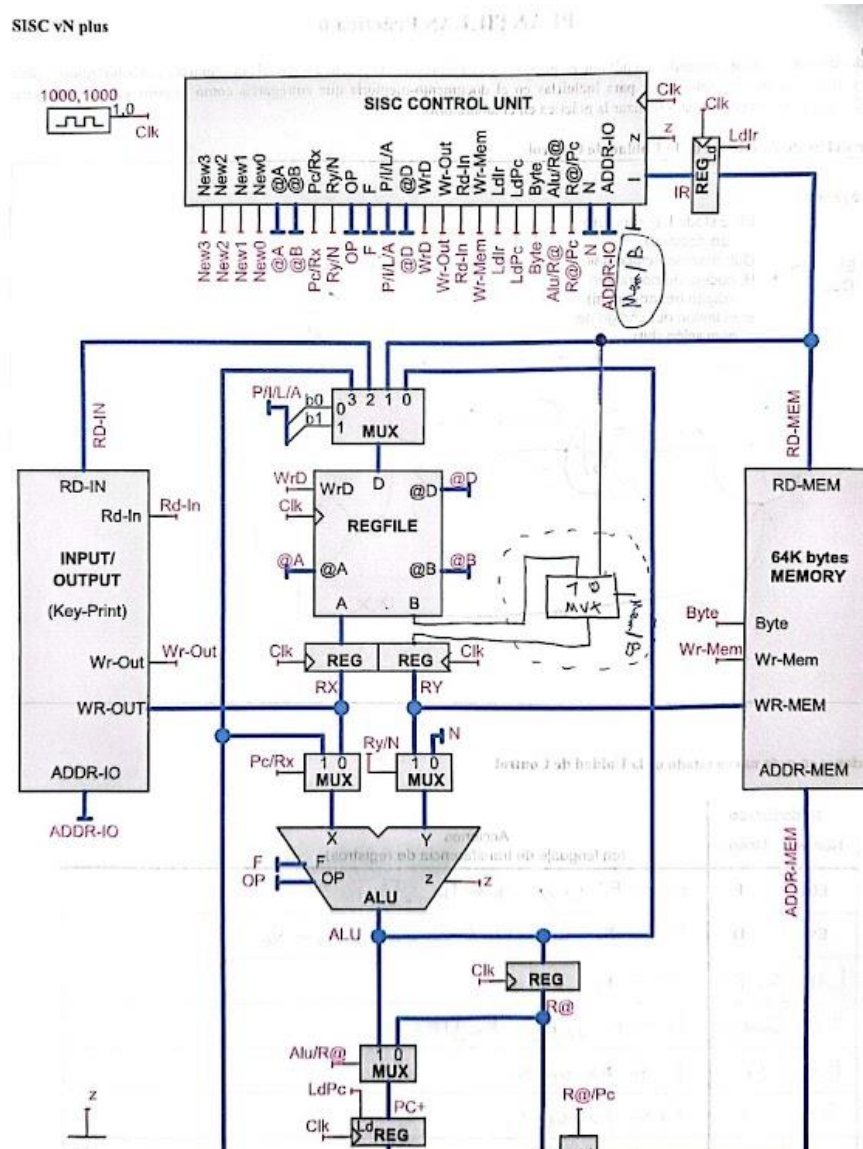 SISC vN plus
1000,1000
1,0
Clk
SISC CONTROL UNIT
Clk
z
z
I
Clk
LdIr
Ld
REG
IR
New3 New2 New1 New0 @A @B Pc/Rx Ry/N OP F P/I/L/A @D WrD Wr-Out Rd-In Wr-Mem LdIr LdPc Byte Alu/R@ R@/Pc N ADDR-IO
New3 New2 New1 New0 @A @B Pc/Rx Ry/N OP F P/I/L/A @D WrD Wr-Out Rd-In Wr-Mem LdIr LdPc Byte Alu/R@ R@/Pc N ADDR-IO
Mem/B
P/I/L/A
b0 0
b1 1
3 2 1 0
MUX
RD-IN
RD-MEM
RD-IN
Rd-In
Rd-In
INPUT/
OUTPUT
(Key-Print)
Wr-Out
Wr-Out
WR-OUT
ADDR-IO
ADDR-IO
WrD
WrD
D
@D
@D
Clk
REGFILE
@A
@A
@B
@B
A
B
1 0
MUX
Mem/B
RD-MEM
64K bytes
MEMORY
Byte
Byte
Wr-Mem
Wr-Mem
WR-MEM
ADDR-MEM
ADDR-MEM
Clk
REG
REG
Clk
RX
RY
Pc/Rx
1 0
MUX
Ry/N
1 0
N
MUX
X
Y
F
F
OP
OP
z
z
ALU
ALU
Clk
REG
R@
Alu/R@
1 0
MUX
LdPc
PC+
Clk
Ld
REG
R@/Pc
z